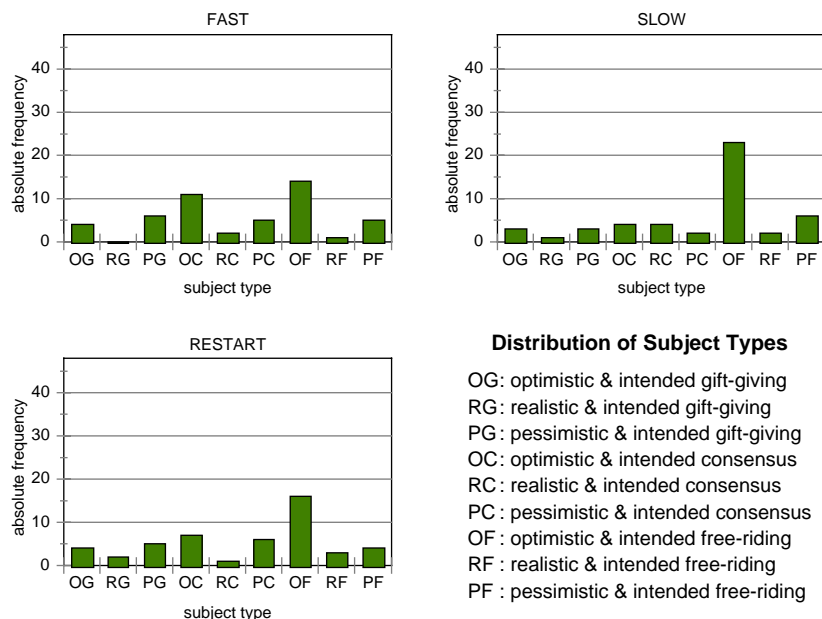 FAST
absolute frequency
40
30
20
10
0
OG RG PG OC RC PC OF RF PF
subject type
SLOW
absolute frequency
40
30
20
10
0
OG RG PG OC RC PC OF RF PF
subject type
RESTART
absolute frequency
40
30
20
10
0
OG RG PG OC RC PC OF RF PF
subject type
Distribution of Subject Types
OG: optimistic & intended gift-giving
RG: realistic & intended gift-giving
PG: pessimistic & intended gift-giving
OC: optimistic & intended consensus
RC: realistic & intended consensus
PC: pessimistic & intended consensus
OF: optimistic & intended free-riding
RF: realistic & intended free-riding
PF: pessimistic & intended free-riding